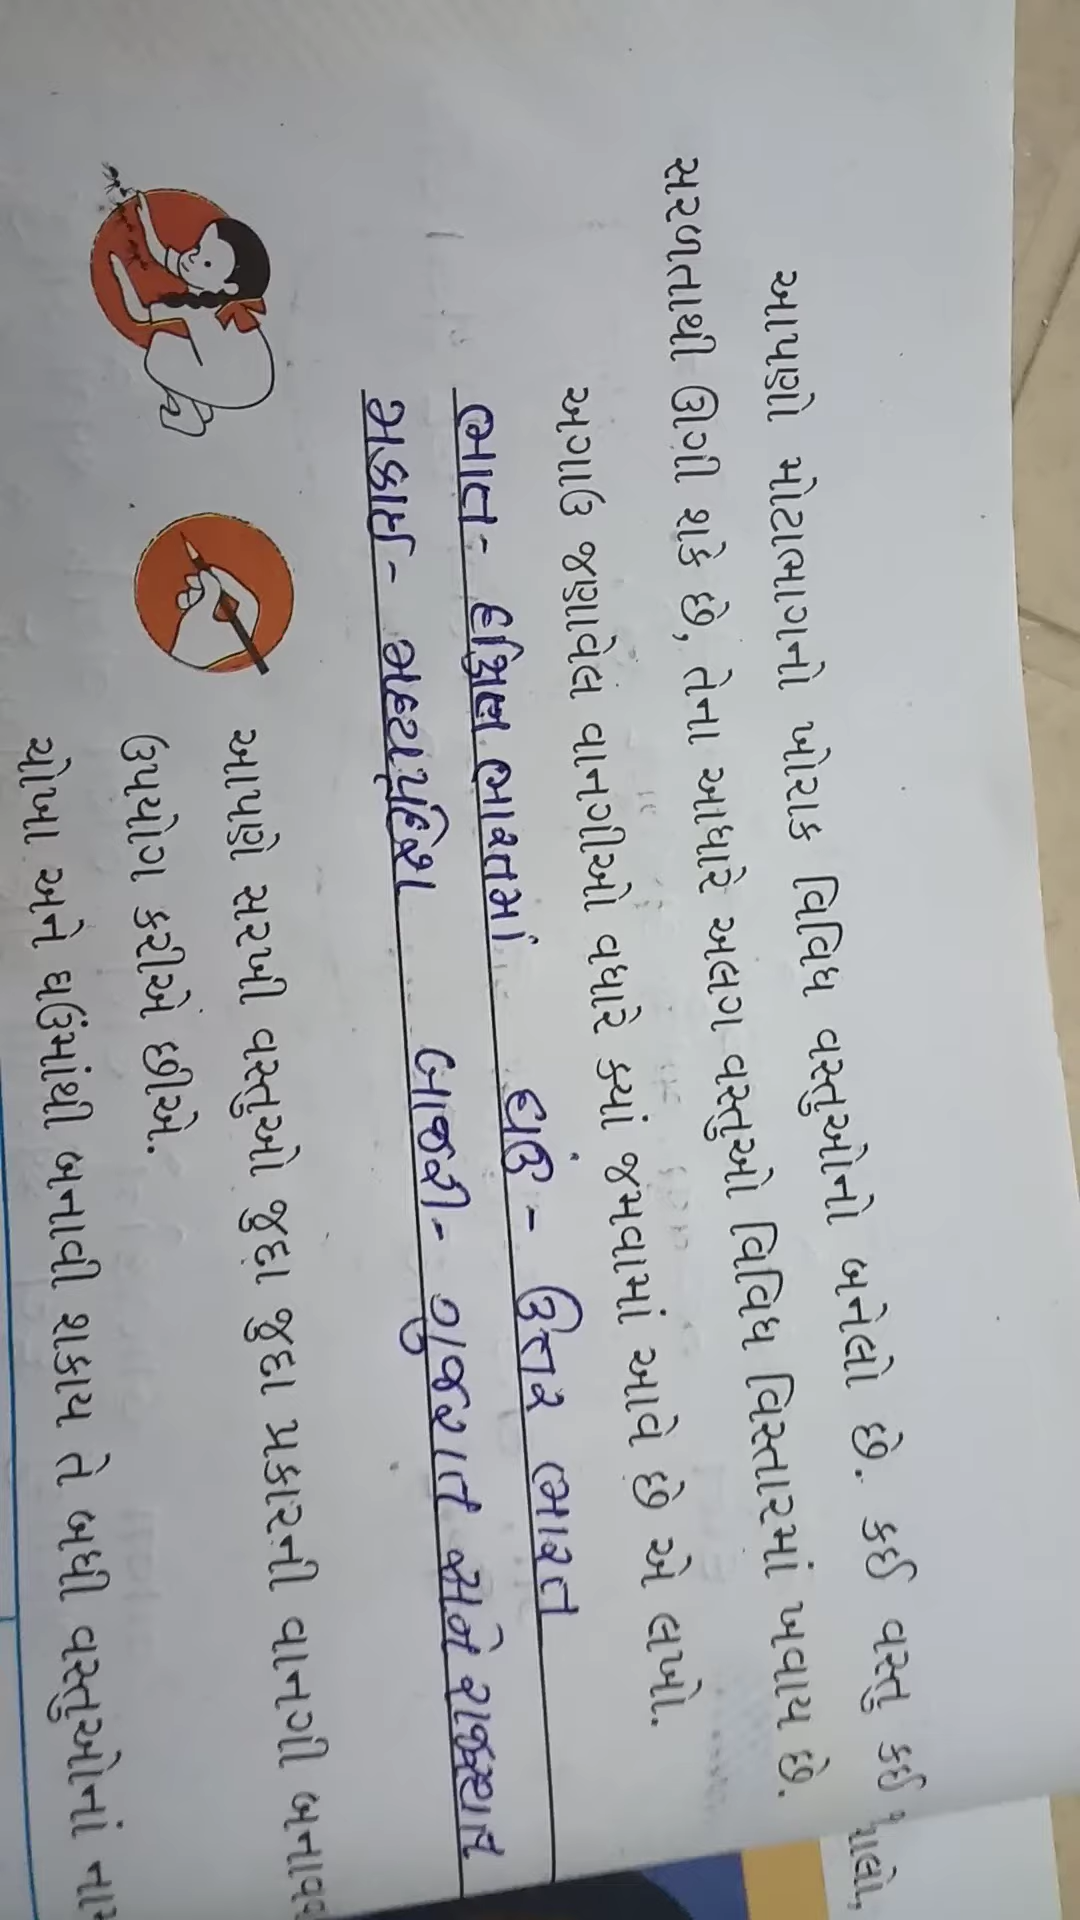 આપણો મોટાભાગનો ખોરાક વિવિધ વસ્તુઓનો બનેલો છે. કઈ વસ્તુ કઈ
સરળતાથી ઊગી શકે છે, તેના આધારે અલગ વસ્તુઓ વિવિધ વિસ્તારમાં ખવાય છે.
અગાઉ જણાવેલ વાનગીઓ વધારે ક્યાં જમવામાં આવે છે એ લખો.
ભાત- દક્ષિણ ભારતમાં ઘઉં - ઉત્તર ભારત
મકાઈ- મધ્યપ્રદેશ બાજરી- ગુજરાત અને રાજસ્થાન
આપણે સરખી વસ્તુઓ જુદા જુદા પ્રકારની વાનગી
ઉપયોગ કરીએ છીએ.
ચોખા અને ઘઉંમાંથી બનાવી શકાય તે બધી વસ્તુઓનાં